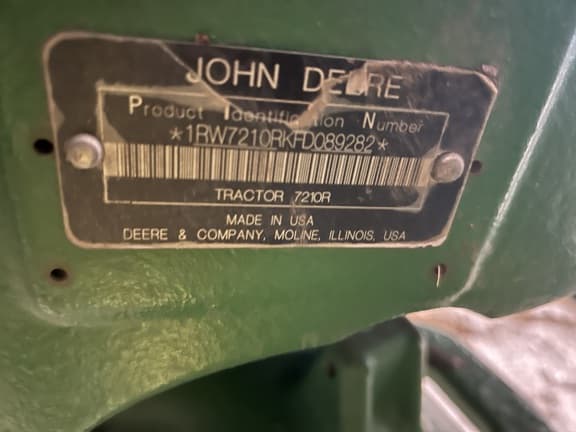 JOHN DEERE
Product Identification Number
*1RW7210RKFD089282*
TRACTOR 7210R
MADE IN USA
DEERE & COMPANY, MOLINE, ILLINOIS, USA